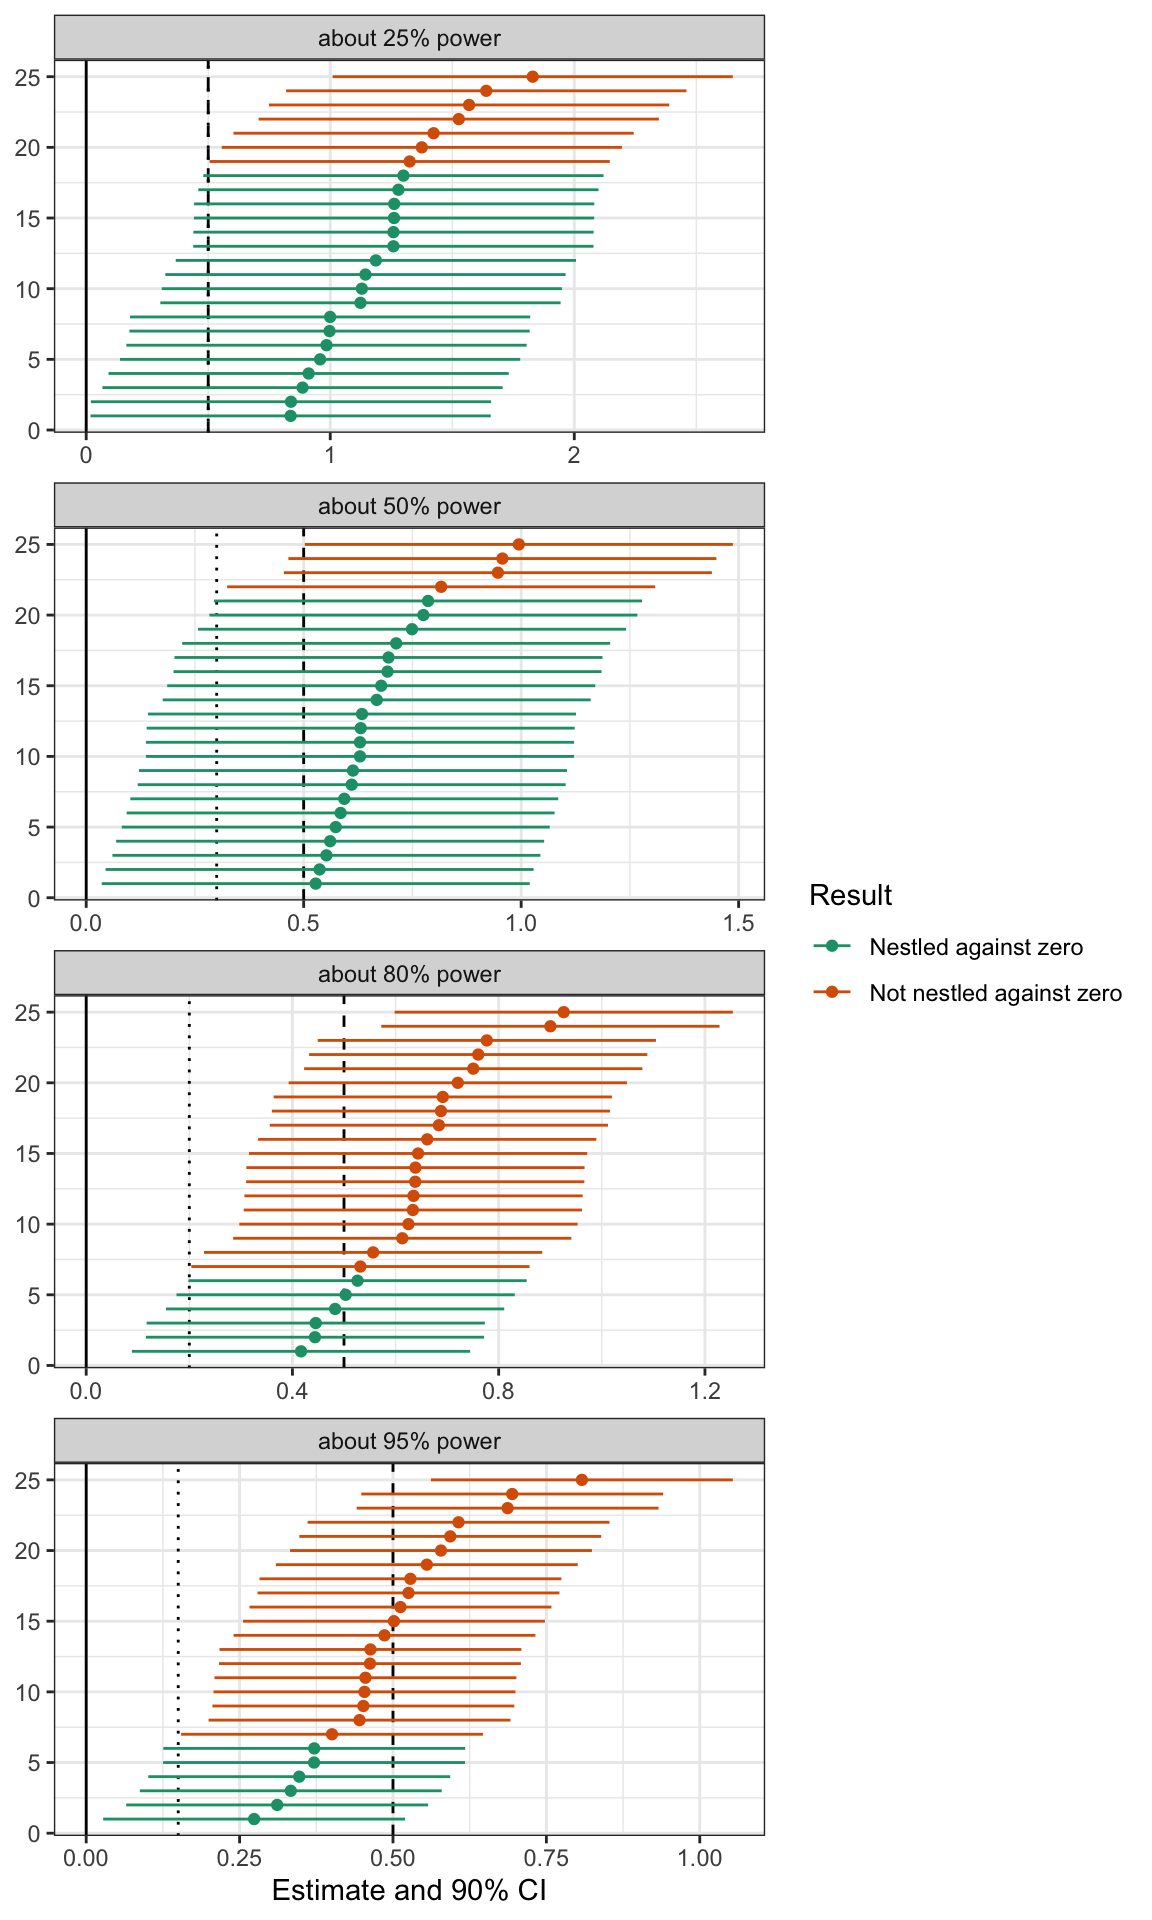 about 25% power
25
20
15
10
5
0
0 1 2
about 50% power
25
20
15
10
5
0
0.0 0.5 1.0 1.5
Result
Nestled against zero
Not nestled against zero
about 80% power
25
20
15
10
5
0
0.0 0.4 0.8 1.2
about 95% power
25
20
15
10
5
0
0.00 0.25 0.50 0.75 1.00
Estimate and 90% CI